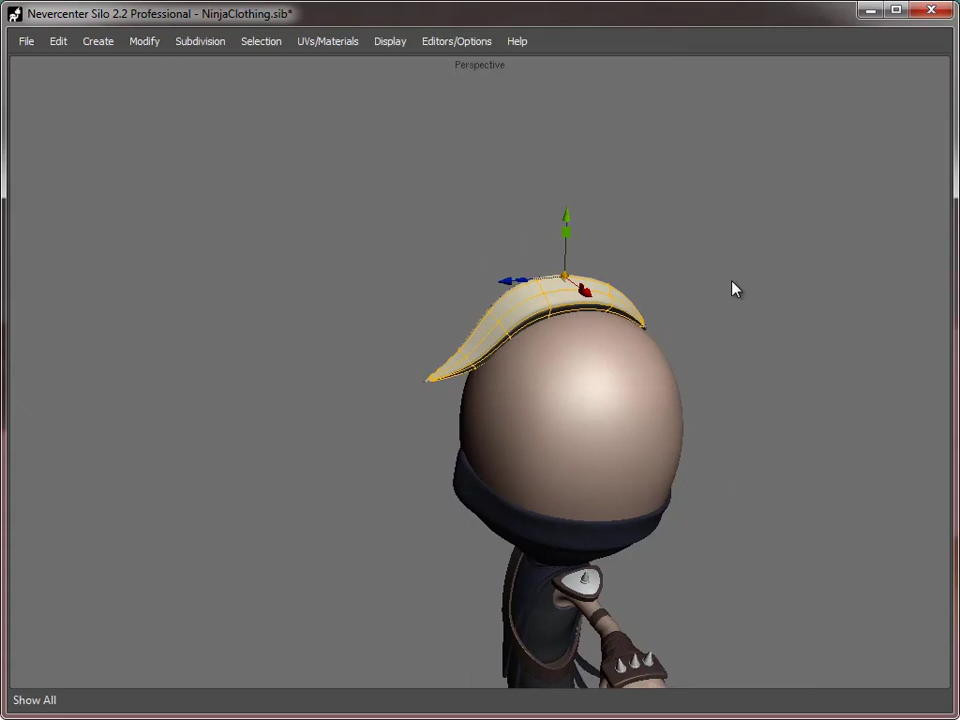 Nevercenter Silo 2.2 Professional - NinjaClothing.sib*
File Edit Create Modify Subdivision Selection UVs/Materials Display Editors/Options Help
Perspective
Show All